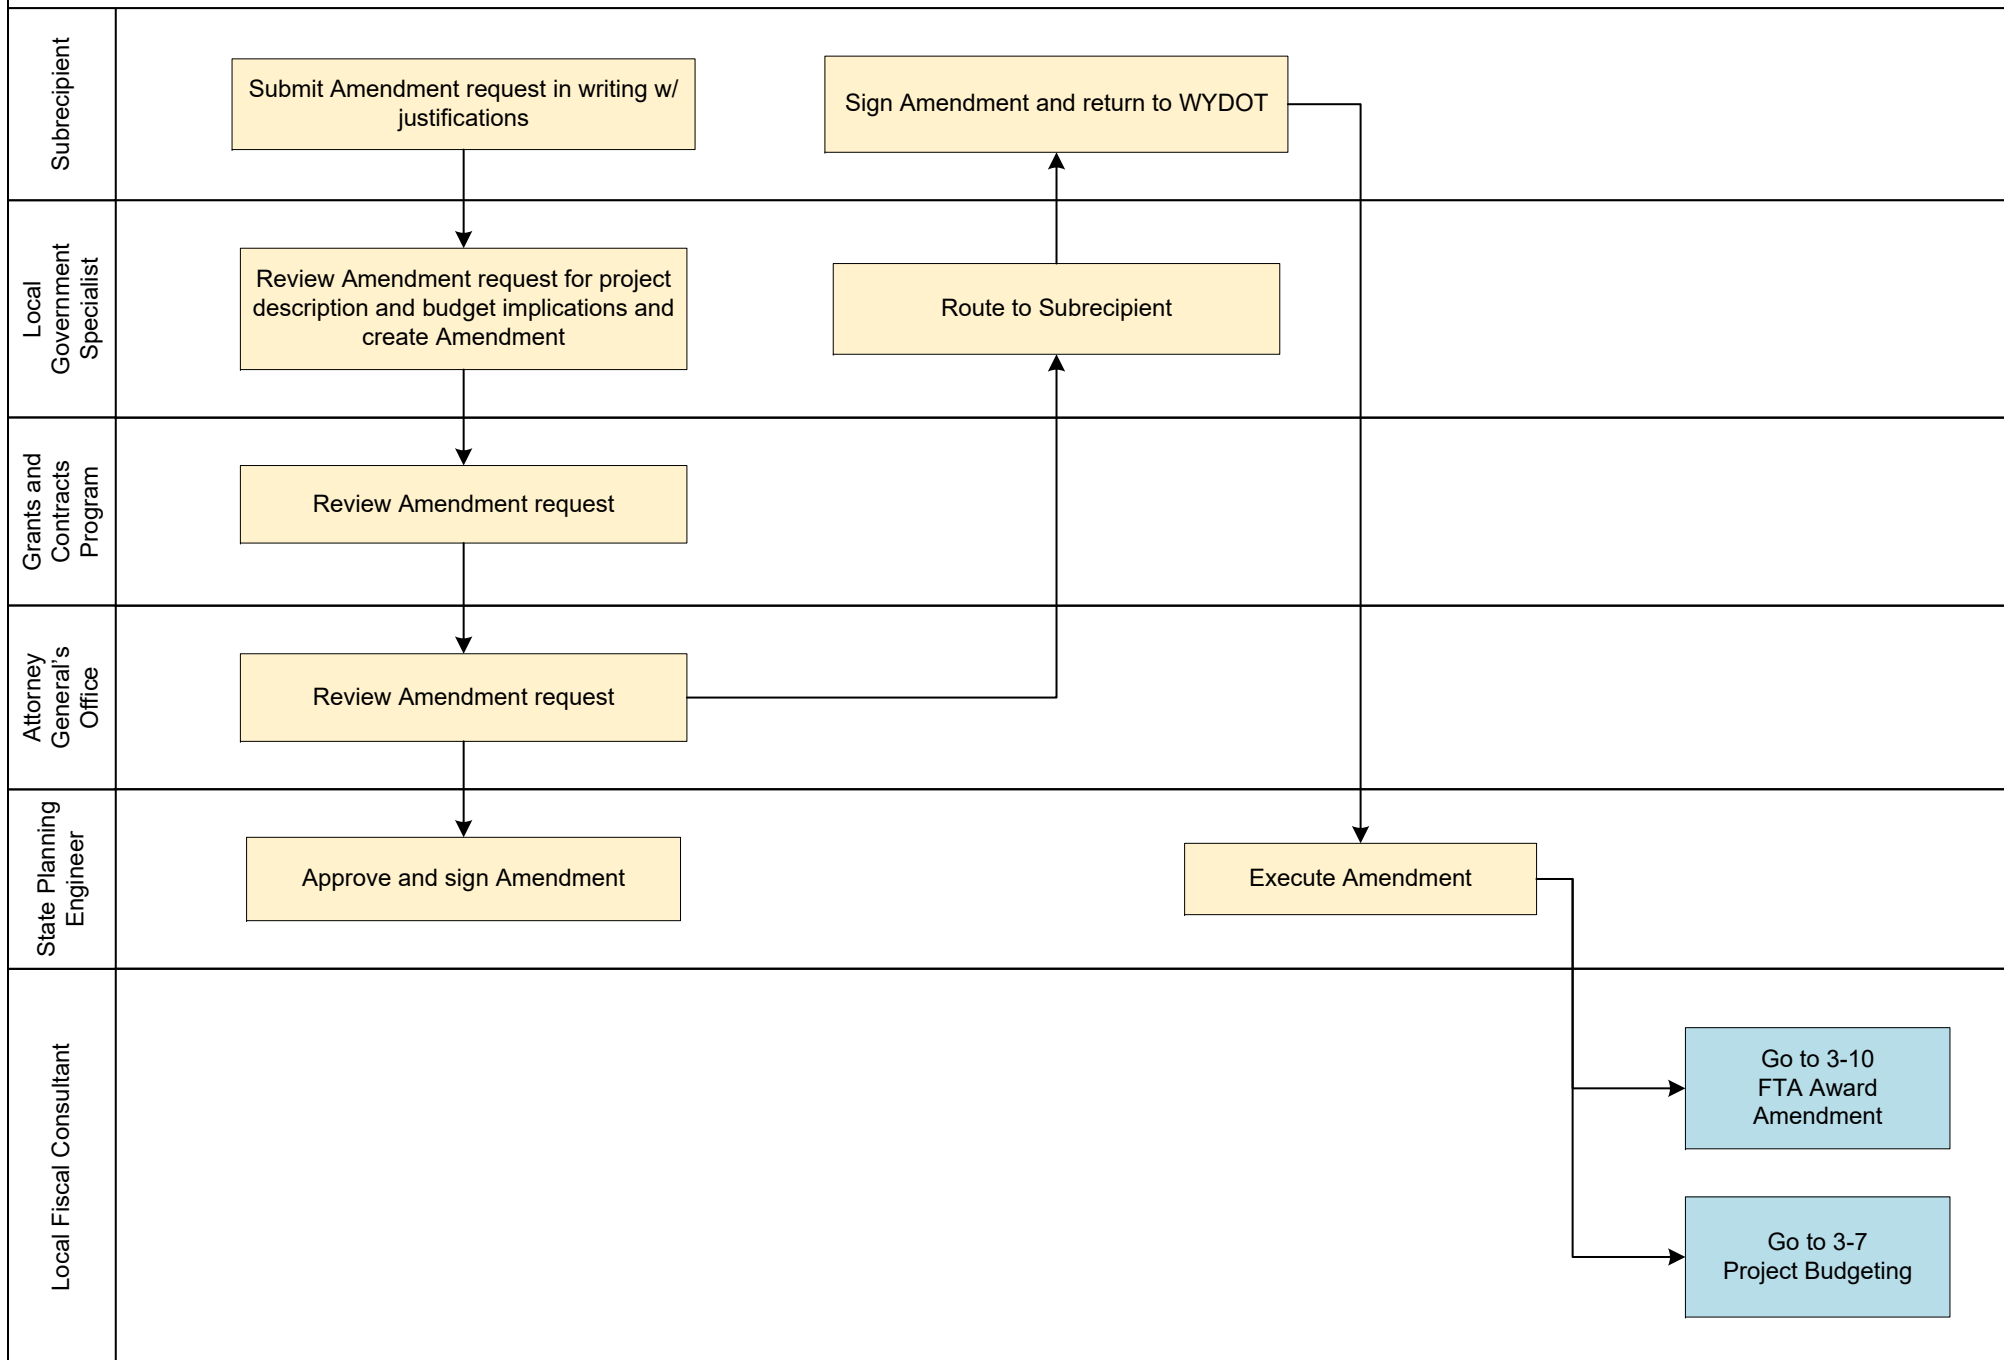 Subrecipient
Submit Amendment request in writing w/
justifications
Sign Amendment and return to WYDOT
Local
Government
Specialist
Review Amendment request for project
description and budget implications and
create Amendment
Route to Subrecipient
Grants and
Contracts
Program
Review Amendment request
Attorney
General’s
Office
Review Amendment request
State Planning
Engineer
Approve and sign Amendment
Execute Amendment
Local Fiscal Consultant
Go to 3-10
FTA Award
Amendment
Go to 3-7
Project Budgeting